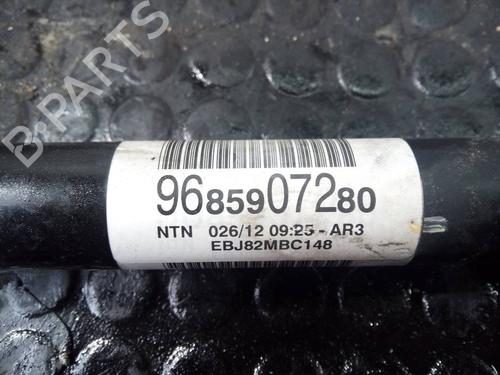 B-PARTS
9685907280
NTN 026/12 09:25 - AR3
EBJ82MBC148